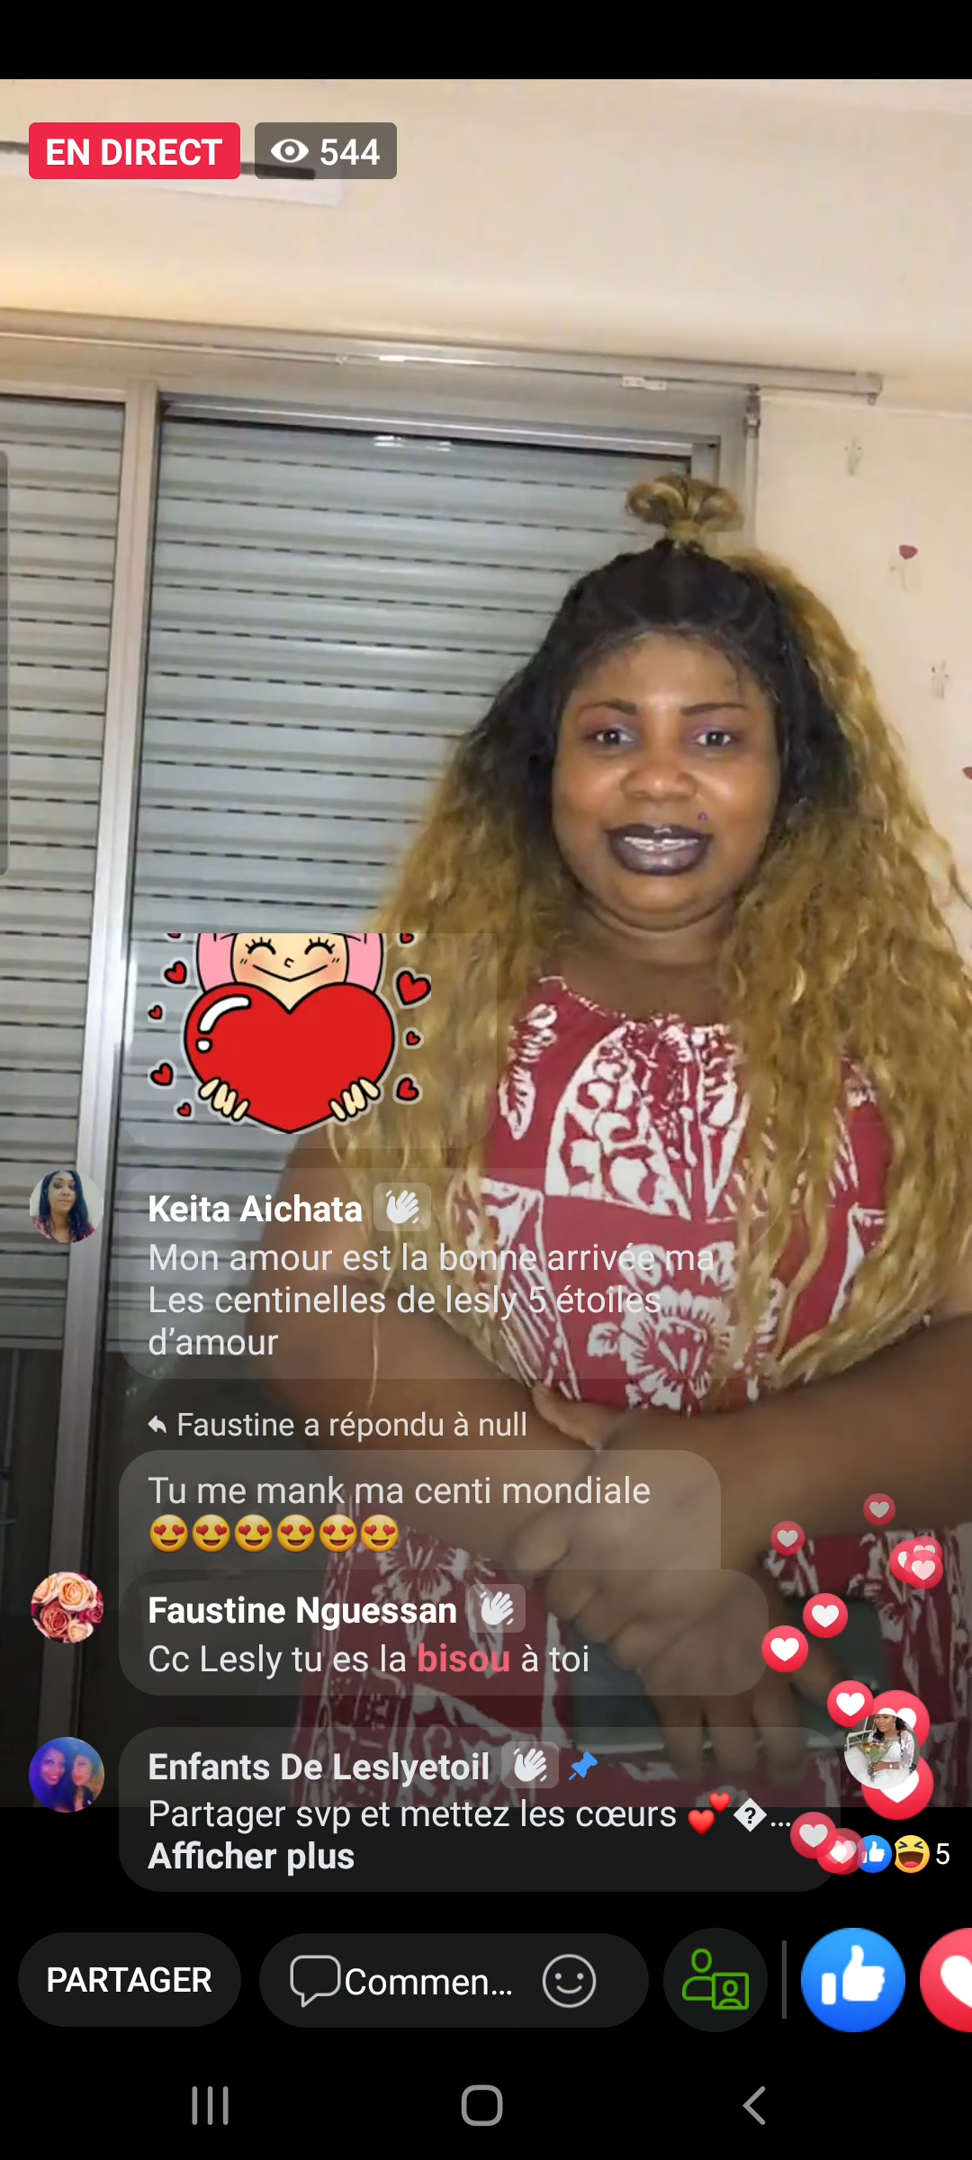 EN DIRECT
544
Keita Aichata
Mon amour est la bonne arrivée ma
Les centinelles de lesly 5 étoiles
d'amour
Faustine a répondu à null
Tu me mank ma centi mondiale
😍😍😍😍😍😍
Faustine Nguessan
Cc Lesly tu es la bisou à toi
Enfants De Leslyetoil
Partager svp et mettez les cœurs 💕�...
Afficher plus
5
PARTAGER
Commen...